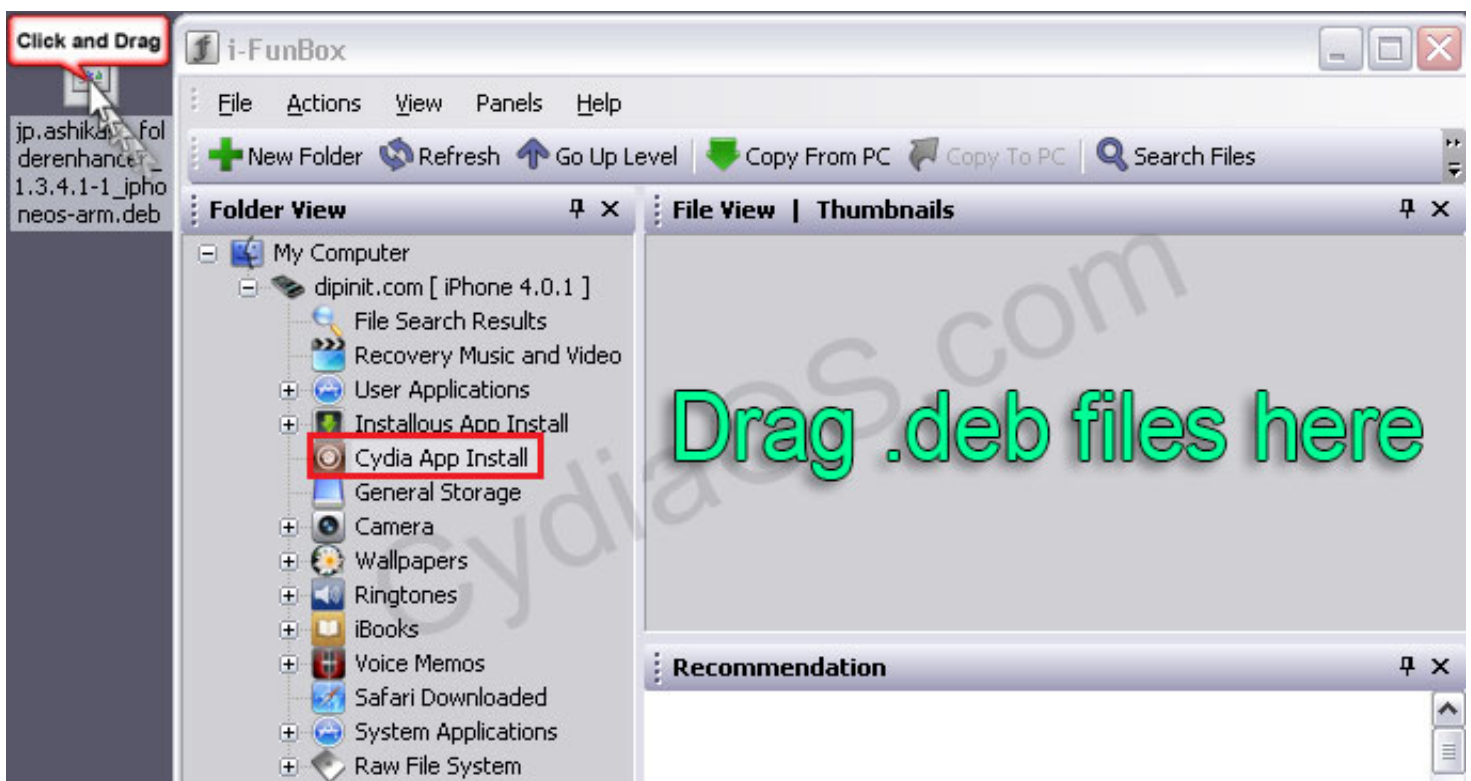 Click and Drag
i-FunBox
File Actions View Panels Help
jp.ashika fol
derenhancer_
1.3.4.1-1_ipho
neos-arm.deb
New Folder Refresh Go Up Level Copy From PC Copy To PC Search Files
Folder View
File View | Thumbnails
My Computer
dipinit.com [ iPhone 4.0.1 ]
File Search Results
Recovery Music and Video
User Applications
Installous App Install
Cydia App Install
General Storage
Camera
Wallpapers
Ringtones
iBooks
Voice Memos
Safari Downloaded
System Applications
Raw File System
Drag .deb files here
CydiaOS.com
Recommendation